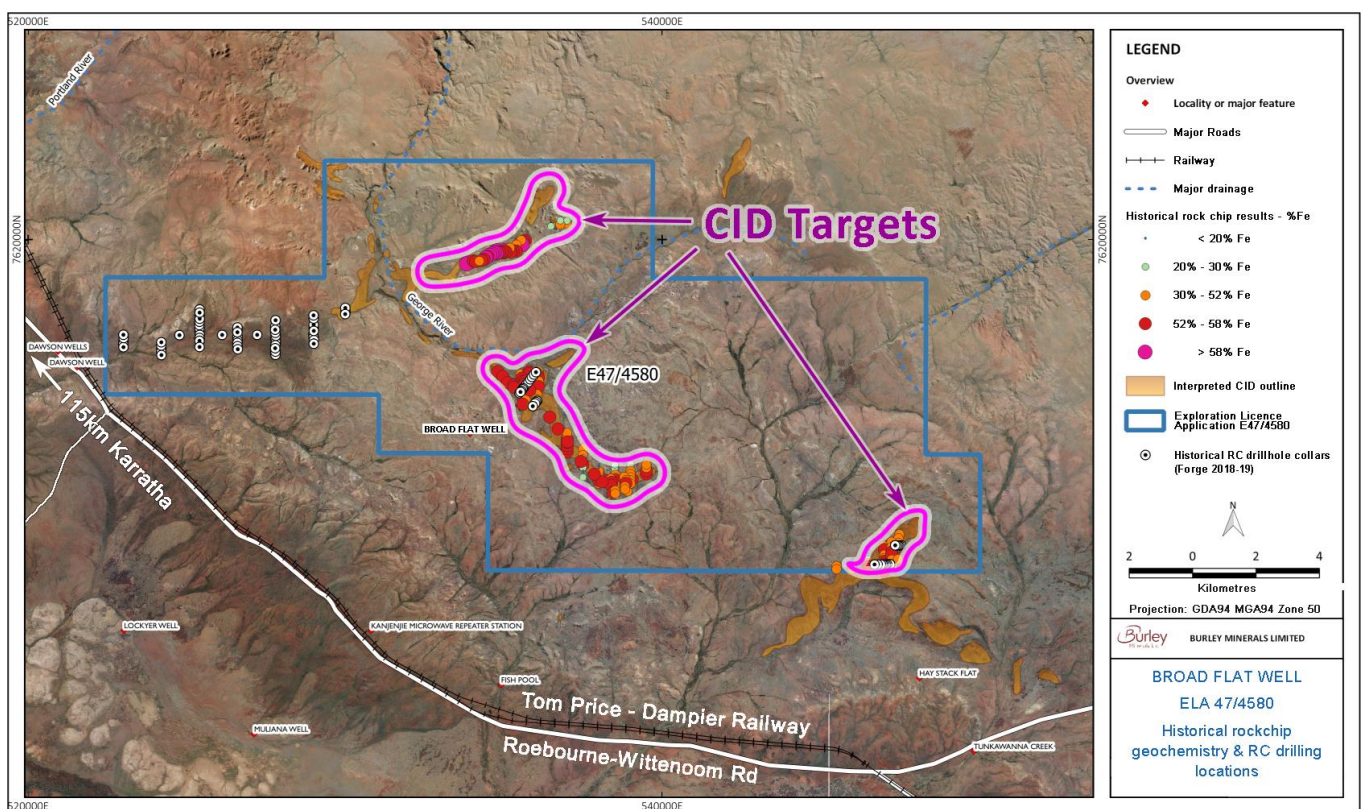 520000E
540000E
Portland River
7620000N
7620000N
CID Targets
George River
DAWSON WELLS
DAWSON WELL
E47/4580
115km Karratha
BROAD FLAT WELL
LOCKYER WELL
KANJENJIE MICROWAVE REPEATER STATION
FISH POOL
HAY STACK FLAT
Tom Price - Dampier Railway
MULIANA WELL
Roebourne-Wittenoom Rd
TUNKAWANNA CREEK
520000E
540000E
LEGEND
Overview
Locality or major feature
Major Roads
Railway
Major drainage
Historical rock chip results - %Fe
< 20% Fe
20% - 30% Fe
30% - 52% Fe
52% - 58% Fe
> 58% Fe
Interpreted CID outline
Exploration Licence
Application E47/4580
Historical RC drillhole collars
(Forge 2018-19)
N
2 0 2 4
Kilometres
Projection: GDA94 MGA94 Zone 50
Burley
BURLEY MINERALS LIMITED
BROAD FLAT WELL
ELA 47/4580
Historical rockchip
geochemistry & RC drilling
locations